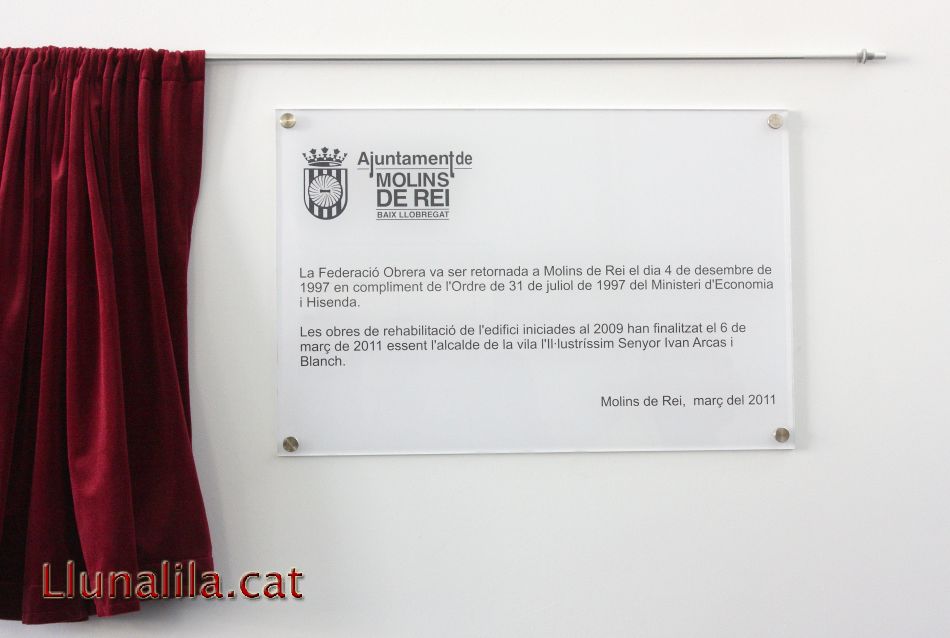 Ajuntament de
MOLINS
DE REI
BAIX LLOBREGAT
La Federació Obrera va ser retornada a Molins de Rei el dia 4 de desembre de
1997 en compliment de l'Ordre de 31 de juliol de 1997 del Ministeri d'Economia
i Hisenda.
Les obres de rehabilitació de l'edifici iniciades al 2009 han finalitzat el 6 de
març de 2011 essent l'alcalde de la vila l'Il·lustríssim Senyor Ivan Arcas i
Blanch.
Molins de Rei, març del 2011
Llunalila.cat